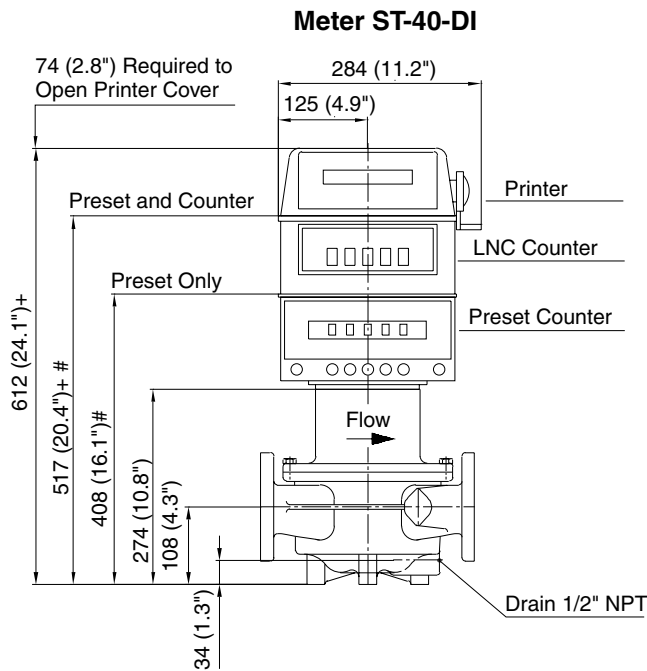 Meter ST-40-DI
74 (2.8") Required to
Open Printer Cover
284 (11.2")
125 (4.9")
Preset and Counter
Printer
LNC Counter
Preset Only
Preset Counter
612 (24.1")+
517 (20.4")+ #
408 (16.1")#
274 (10.8")
108 (4.3")
Flow
34 (1.3")
Drain 1/2" NPT